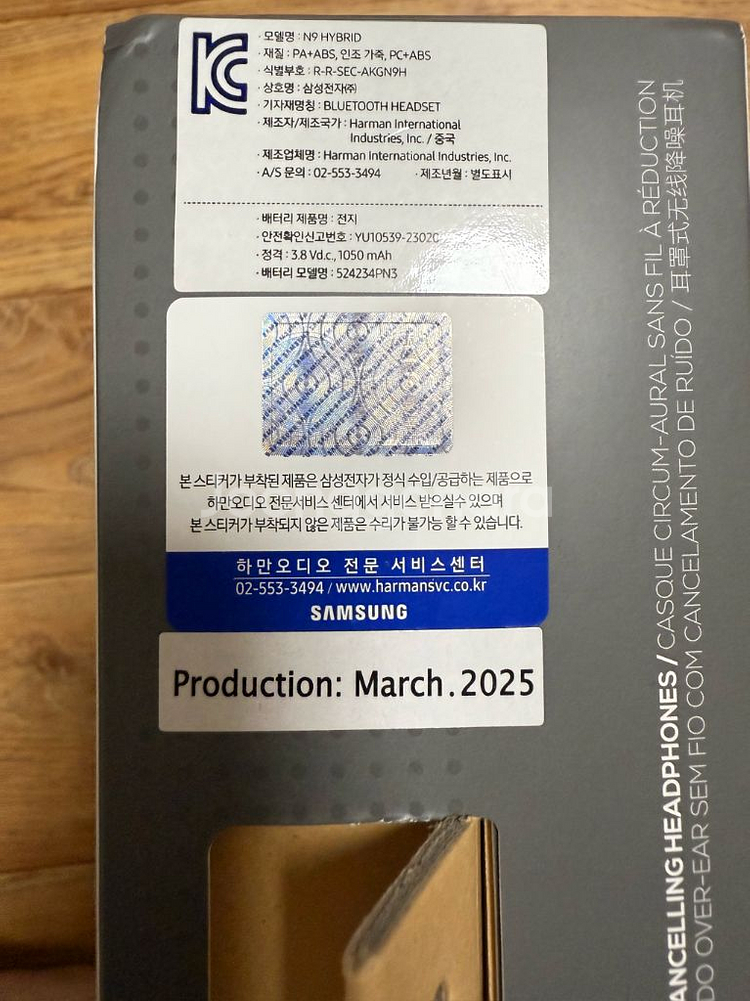 · 모델명 : N9 HYBRID
· 재질 : PA+ABS, 인조 가죽, PC+ABS
· 식별부호 : R-R-SEC-AKGN9H
· 상호명 : 삼성전자㈜
· 기자재명칭 : BLUETOOTH HEADSET
· 제조자/제조국가 : Harman International
Industries, Inc. / 중국
· 제조업체명 : Harman International Industries, Inc.
· A/S 문의 : 02-553-3494 · 제조년월 : 별도표시
· 배터리 제품명 : 전지
· 안전확인신고번호 : YU10539-23020
· 정격 : 3.8 Vd.c., 1050 mAh
· 배터리 모델명 : 524234PN3
본 스티커가 부착된 제품은 삼성전자가 정식 수입/공급하는 제품으로
하만오디오 전문서비스 센터에서 서비스 받으실수 있으며
본 스티커가 부착되지 않은 제품은 수리가 불가능 할 수 있습니다.
하만오디오 전문 서비스센터
02-553-3494 / www.harmansvc.co.kr
SAMSUNG
Production: March.2025
ANCELLING HEADPHONES / CASQUE CIRCUM-AURAL SANS FIL À RÉDUCTION
DO OVER-EAR SEM FIO COM CANCELAMENTO DE RUÍDO / 耳罩式无线降噪耳机